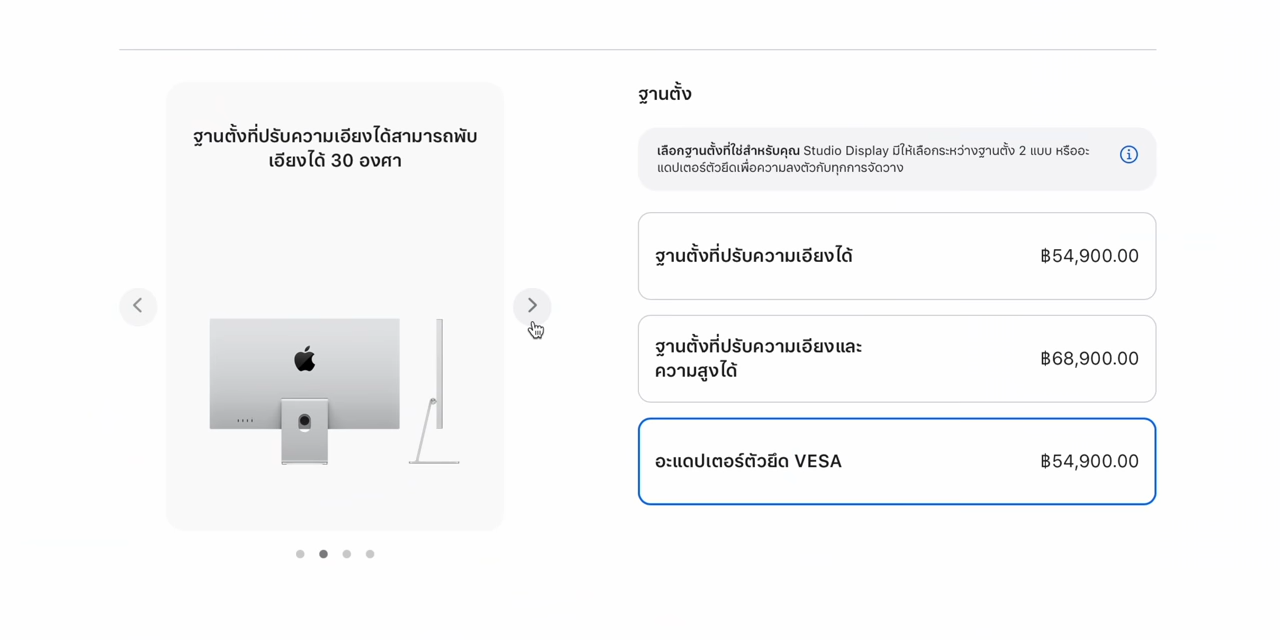 ฐานตั้งที่ปรับความเอียงได้สามารถพับ
เอียงได้ 30 องศา
ฐานตั้ง
เลือกฐานตั้งที่ใช่สำหรับคุณ Studio Display มีให้เลือกระหว่างฐานตั้ง 2 แบบ หรืออะ
แดปเตอร์ตัวยึดเพื่อความลงตัวกับทุกการจัดวาง
ฐานตั้งที่ปรับความเอียงได้ ฿54,900.00
ฐานตั้งที่ปรับความเอียงและ
ความสูงได้ ฿68,900.00
อะแดปเตอร์ตัวยึด VESA ฿54,900.00